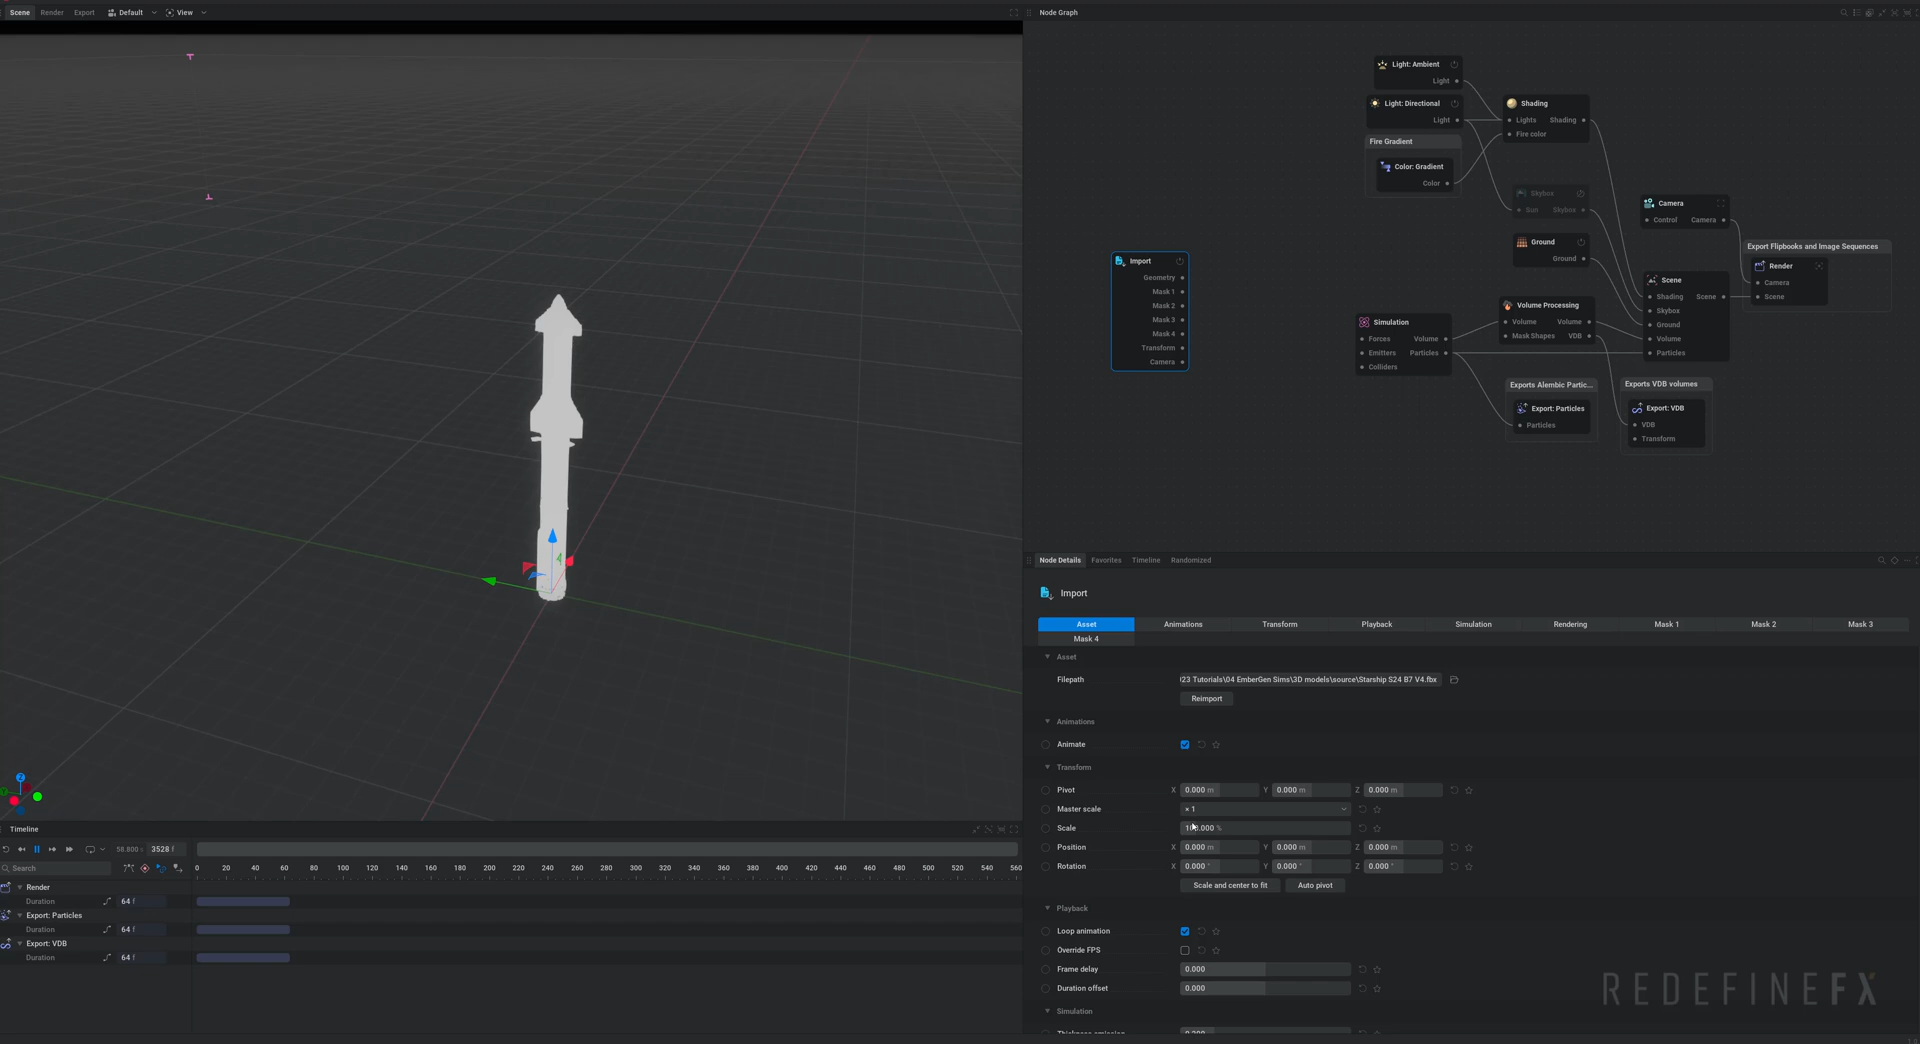 Scene Render Export Default View
Node Graph
Light: Ambient
Light
Light: Directional
Light
Fire Gradient
Color: Gradient
Color
Shading
Lights Shading
Fire color
Skybox
Sun Skybox
Ground
Ground
Camera
Control Camera
Export Flipbooks and Image Sequences
Render
Camera
Scene
Import
Geometry
Mask 1
Mask 2
Mask 3
Mask 4
Transform
Camera
Simulation
Forces Volume
Emitters Particles
Colliders
Volume Processing
Volume Volume
Mask Shapes VDB
Scene
Shading Scene
Skybox
Ground
Volume
Particles
Exports Alembic Partic...
Export: Particles
Particles
Exports VDB volumes
Export: VDB
VDB
Transform
Node Details Favorites Timeline Randomized
Import
Asset Animations Transform Playback Simulation Rendering Mask 1 Mask 2 Mask 3
Mask 4
Asset
Filepath 23 Tutorials\04 EmberGen Sims\3D models\source\Starship S24 B7 V4.fbx
Reimport
Animations
Animate
Transform
Pivot X 0.000 m Y 0.000 m Z 0.000 m
Master scale × 1
Scale %
Position X 0.000 m Y 0.000 m Z 0.000 m
Rotation X 0.000 ° Y 0.000 ° Z 0.000 °
Scale and center to fit Auto pivot
Playback
Loop animation
Override FPS
Frame delay 0.000
Duration offset 0.000
Simulation
REDEFINEFX
Z
Timeline
58.800 s 3528 f
Search
0 20 40 60 80 100 120 140 160 180 200 220 240 260 280 300 320 340 360 380 400 420 440 460 480 500 520 540 560
Render
Duration 64 f
Export: Particles
Duration 64 f
Export: VDB
Duration 64 f